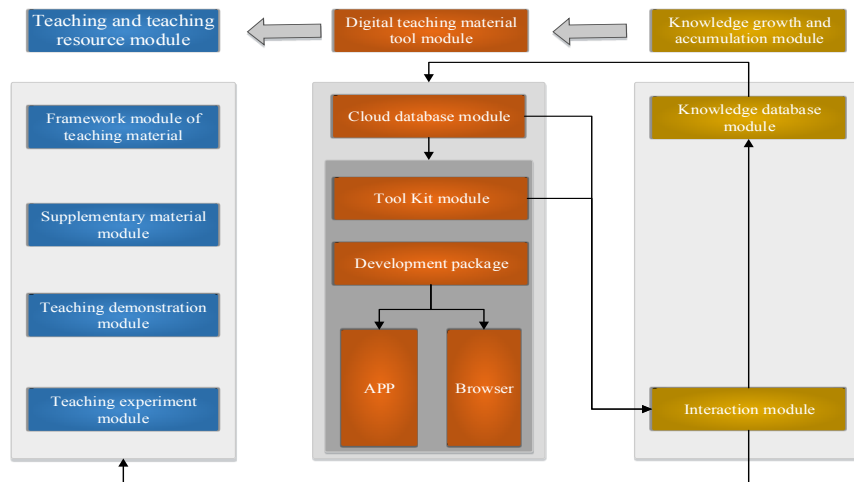 Teaching and teaching
resource module
Digital teaching material
tool module
Knowledge growth and
accumulation module
Framework module of
teaching material
Supplementary material
module
Teaching demonstration
module
Teaching experiment
module
Cloud database module
Tool Kit module
Development package
APP
Browser
Knowledge database
module
Interaction module